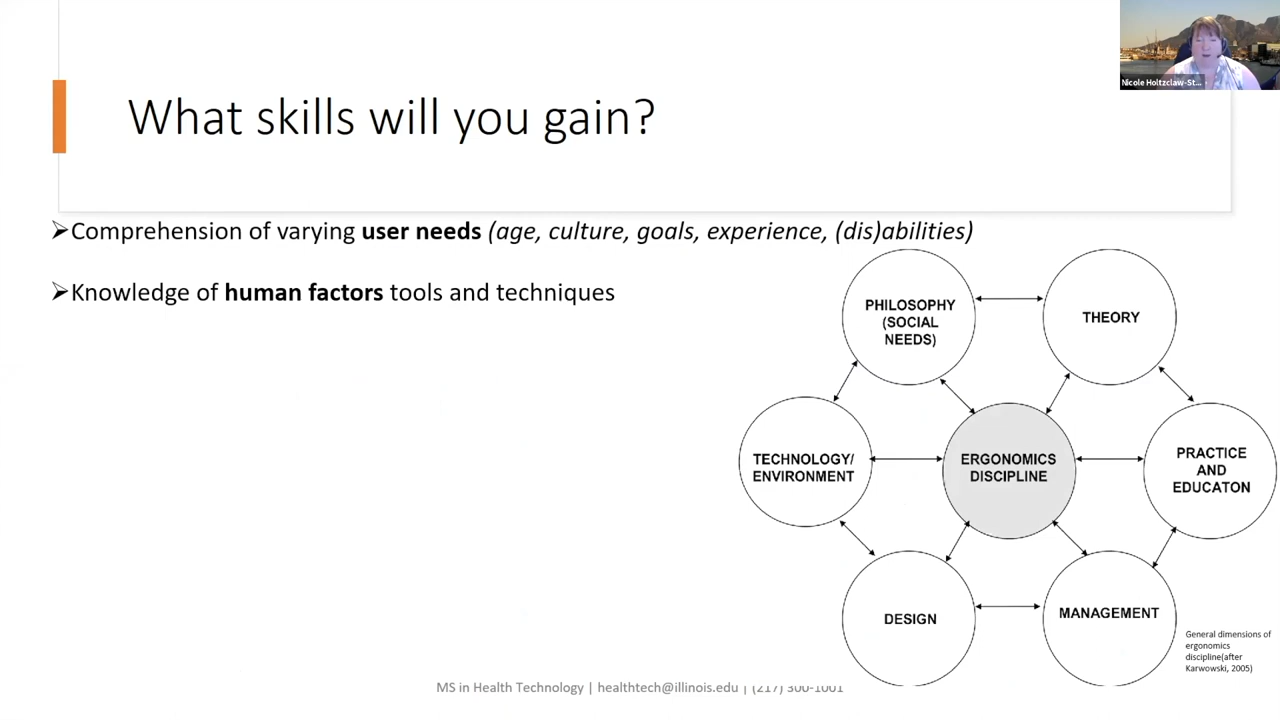 Nicole Holtzclaw-St...
What skills will you gain?
➢Comprehension of varying user needs (age, culture, goals, experience, (dis)abilities)
➢Knowledge of human factors tools and techniques
PHILOSOPHY
(SOCIAL
NEEDS)
THEORY
TECHNOLOGY/
ENVIRONMENT
ERGONOMICS
DISCIPLINE
PRACTICE
AND
EDUCATON
DESIGN
MANAGEMENT
General dimensions of
ergonomics
discipline(after
Karwowski, 2005)
MS in Health Technology | healthtech@illinois.edu | (217) 300-1001